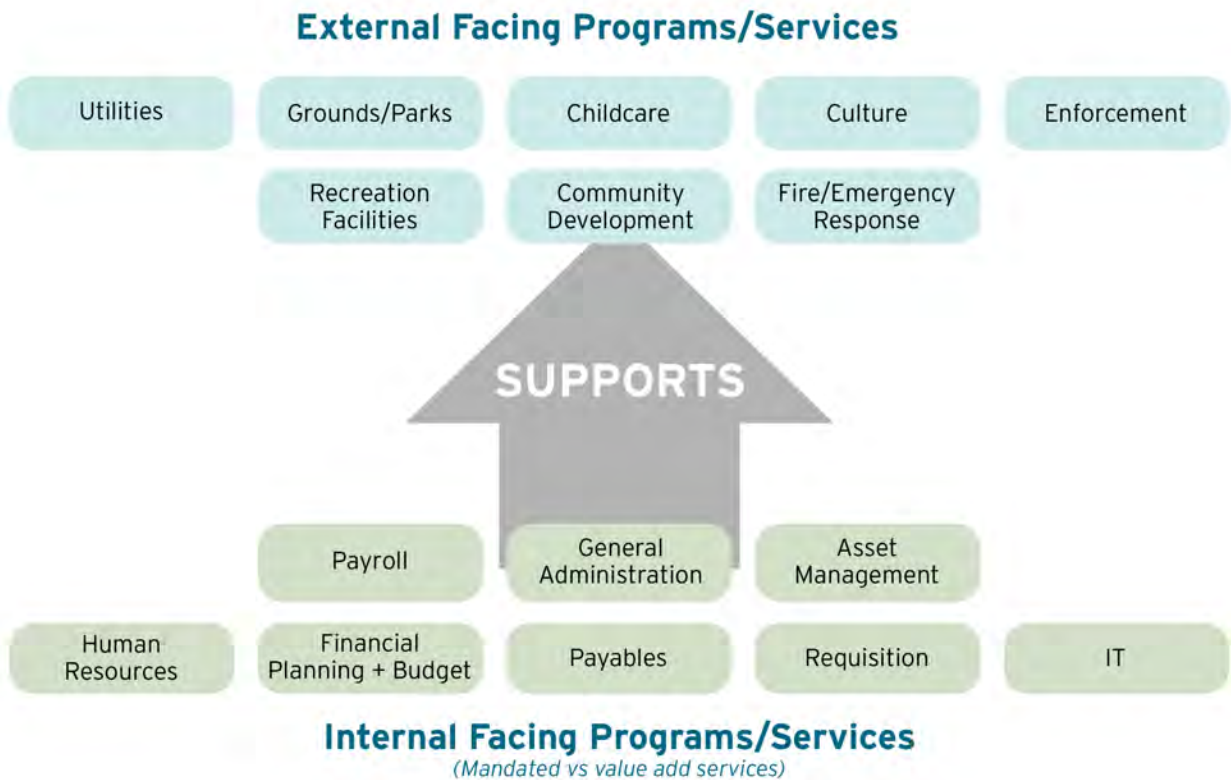 External Facing Programs/Services
Utilities
Grounds/Parks
Childcare
Culture
Enforcement
Recreation
Facilities
Community
Development
Fire/Emergency
Response
SUPPORTS
Payroll
General
Administration
Asset
Management
Human
Resources
Financial
Planning + Budget
Payables
Requisition
IT
Internal Facing Programs/Services
(Mandated vs value add services)